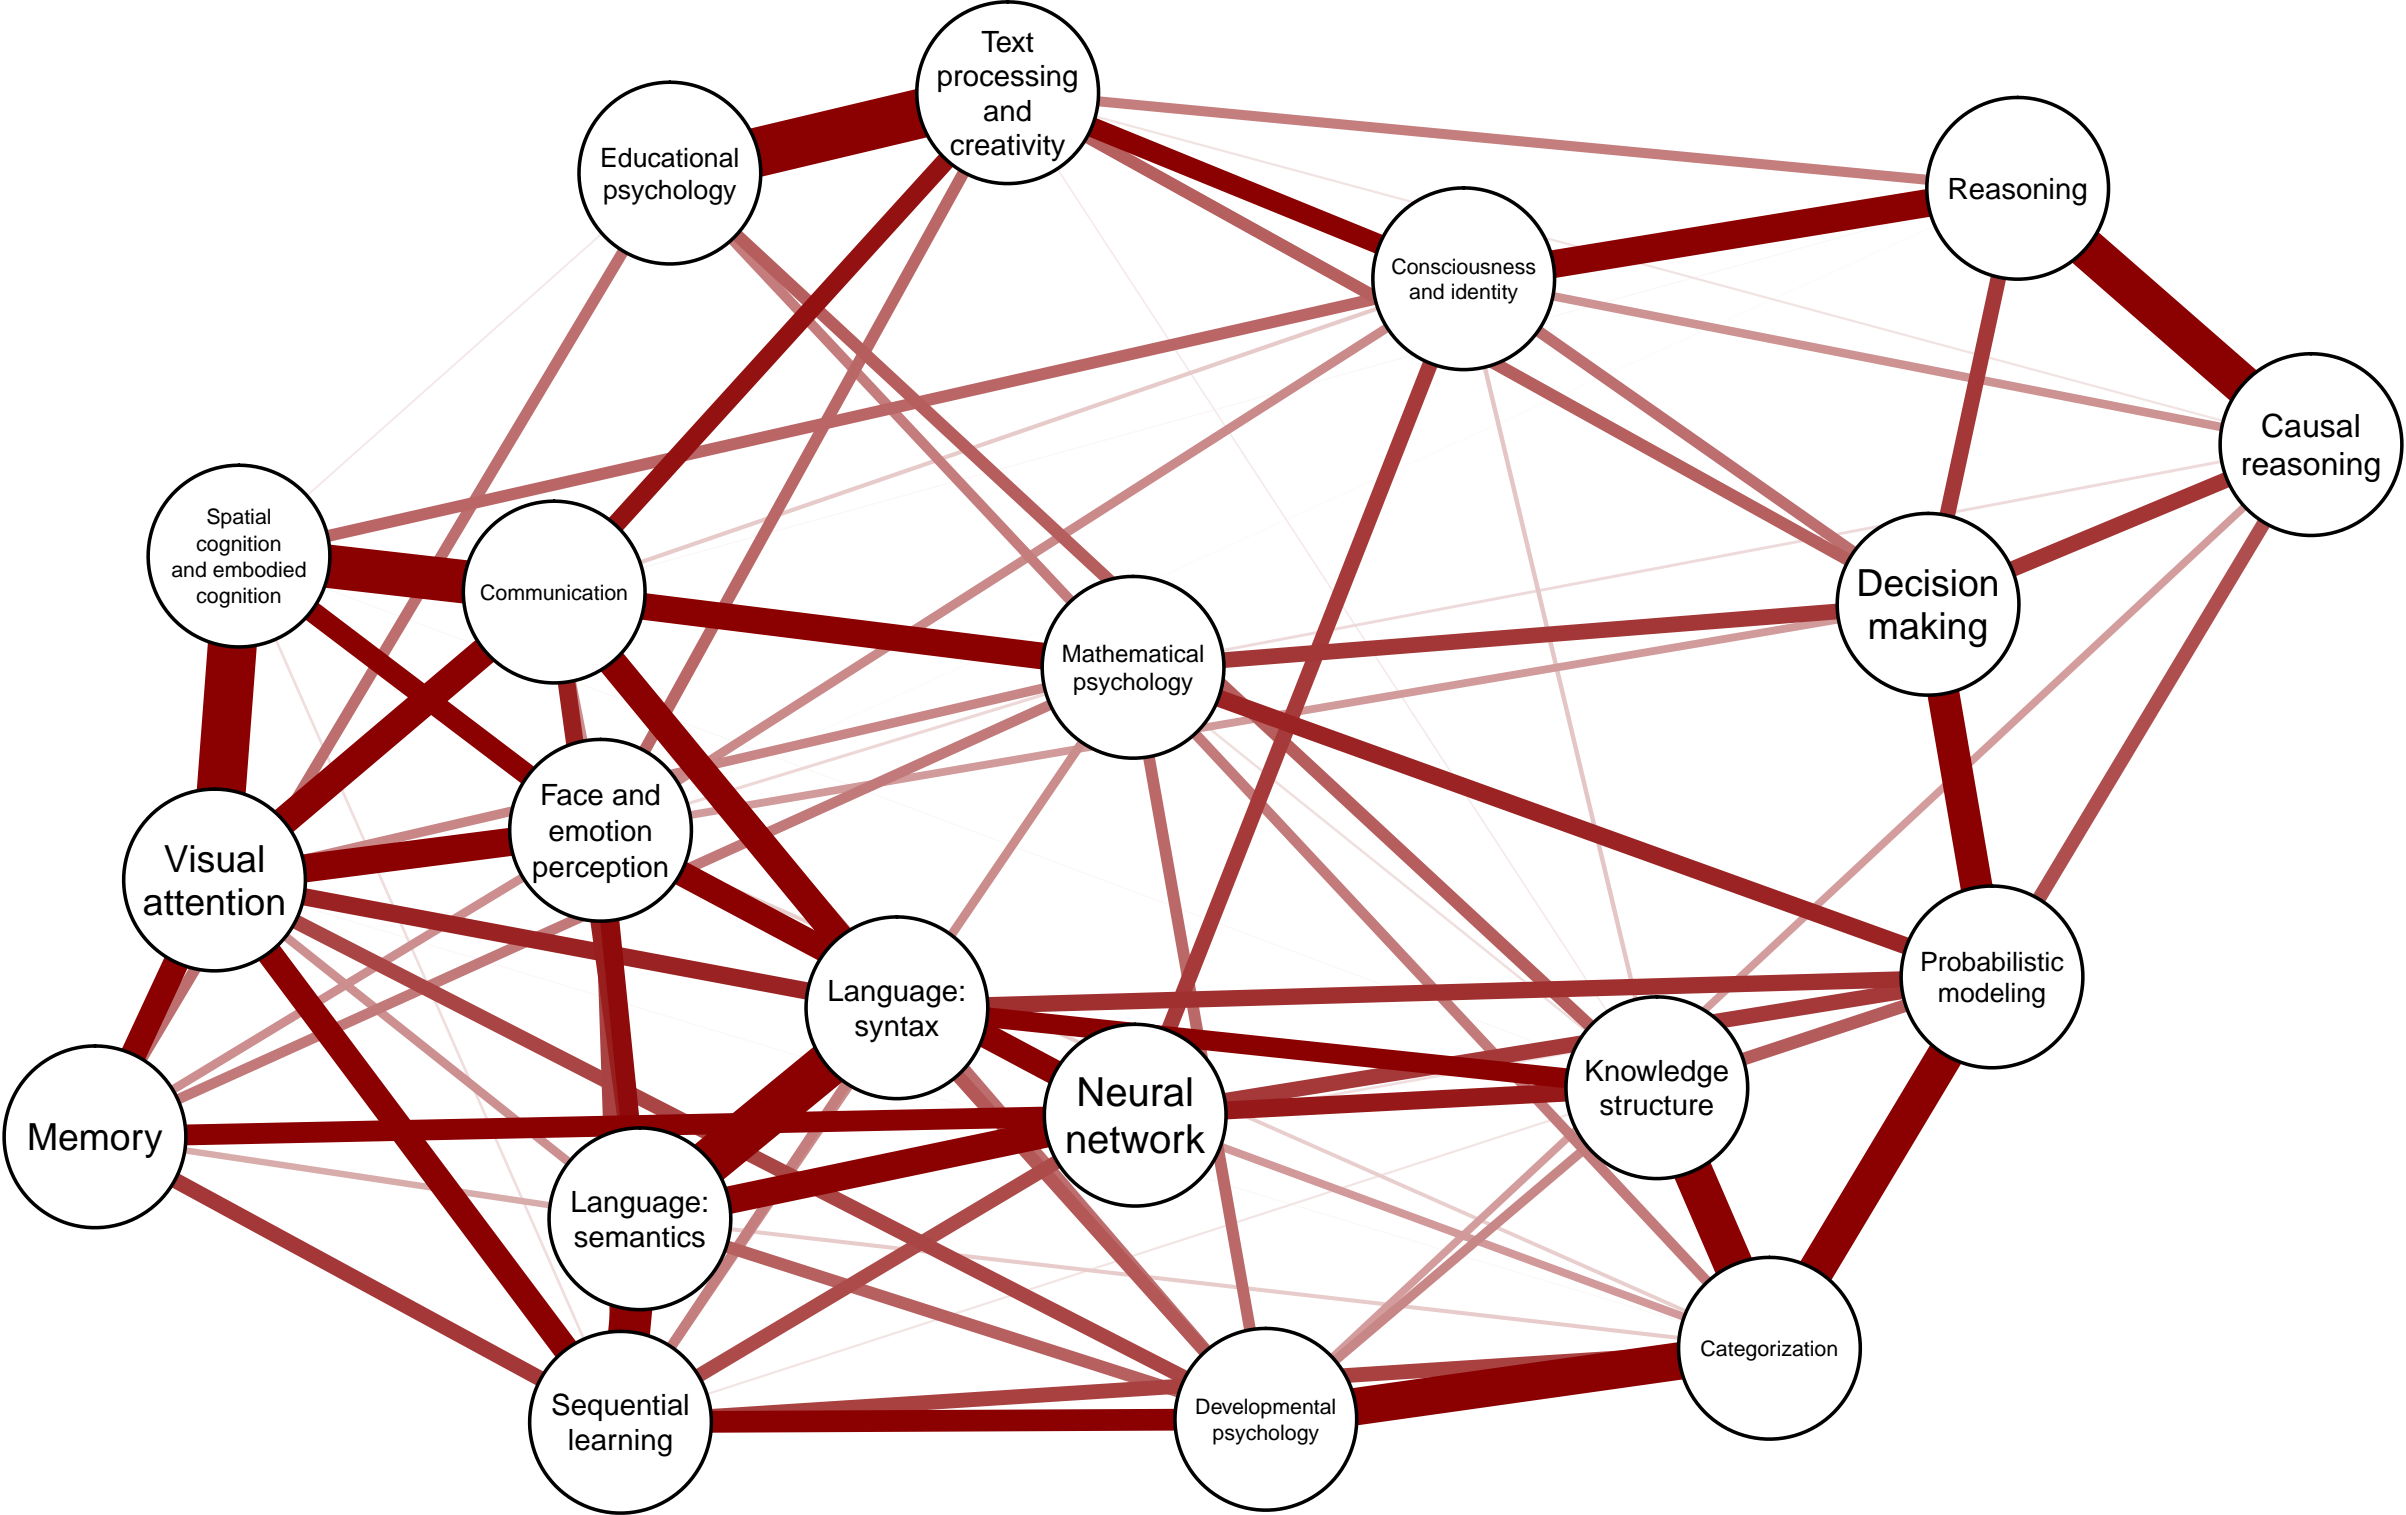 Text
processing
and
creativity
Educational
psychology
Reasoning
Consciousness
and identity
Causal
reasoning
Spatial
cognition
and embodied
cognition
Communication
Decision
making
Mathematical
psychology
Face and
emotion
perception
Visual
attention
Language:
syntax
Probabilistic
modeling
Knowledge
structure
Neural
network
Memory
Language:
semantics
Categorization
Sequential
learning
Developmental
psychology